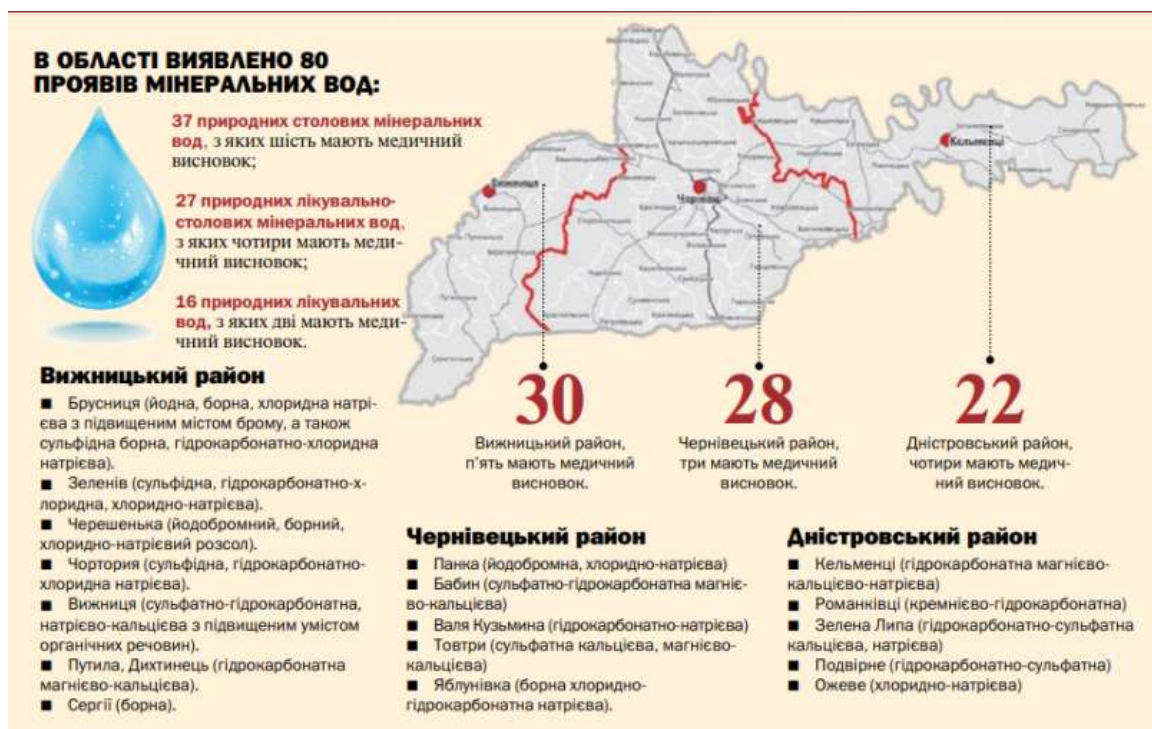 В ОБЛАСТІ ВИЯВЛЕНО 80
ПРОЯВІВ МІНЕРАЛЬНИХ ВОД:
37 природних столових мінеральних
вод, з яких шість мають медичний
висновок;
27 природних лікувально-
столових мінеральних вод,
з яких чотири мають меди-
чний висновок;
16 природних лікувальних
вод, з яких дві мають меди-
чний висновок.
Вижниця
Чернівці
Кельменці
30
Вижницький район,
п’ять мають медичний
висновок.
28
Чернівецький район,
три мають медичний
висновок.
22
Дністровський район,
чотири мають медич-
ний висновок.
Вижницький район
■ Брусниця (йодна, борна, хлоридна натрі-
єва з підвищеним містом брому, а також
сульфідна борна, гідрокарбонатно-хлоридна
натрієва).
■ Зеленів (сульфідна, гідрокарбонатно-х-
лоридна, хлоридно-натрієва).
■ Черешенька (йодобромний, борний,
хлоридно-натрієвий розсол).
■ Чортория (сульфідна, гідрокарбонатно-
хлоридна натрієва).
■ Вижниця (сульфатно-гідрокарбонатна,
натрієво-кальцієва з підвищеним умістом
органічних речовин).
■ Путила, Дихтинець (гідрокарбонатна
магнієво-кальцієва).
■ Сергії (борна).
Чернівецький район
■ Панка (йодобромна, хлоридно-натрієва)
■ Бабин (сульфатно-гідрокарбонатна магніє-
во-кальцієва)
■ Валя Кузьмина (гідрокарбонатно-натрієва)
■ Товтри (сульфатна кальцієва, магнієво-
кальцієва)
■ Яблунівка (борна хлоридно-
гідрокарбонатна натрієва).
Дністровський район
■ Кельменці (гідрокарбонатна магнієво-
кальцієво-натрієва)
■ Романківці (кремнієво-гідрокарбонатна)
■ Зелена Липа (гідрокарбонатно-сульфатна
кальцієва, натрієва)
■ Подвірне (гідрокарбонатно-сульфатна)
■ Ожеве (хлоридно-натрієва)